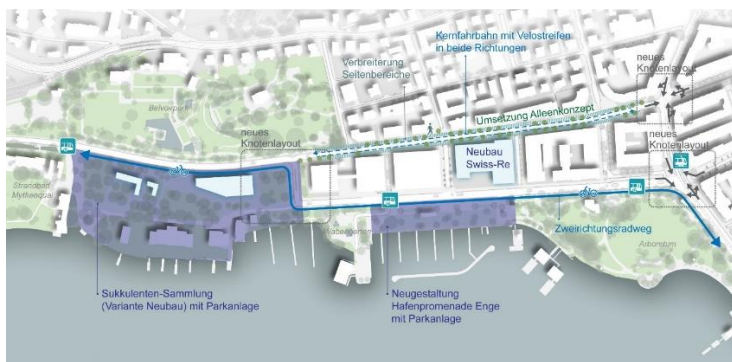 Kernfahrbahn mit Velostreifen
in beide Richtungen
Verbreiterung
Seitenbereiche
neues
Knotenlayout
Belvoirpark
Umsetzung Alleenkonzept
neues
Knotenlayout
neues
Knotenlayout
Neubau
Swiss-Re
Strandbad
Mythenquai
Hafengarten
Zweirichtungsradweg
Arboretum
Sukkulenten-Sammlung
(Variante Neubau) mit Parkanlage
Neugestaltung
Hafenpromenade Enge
mit Parkanlage